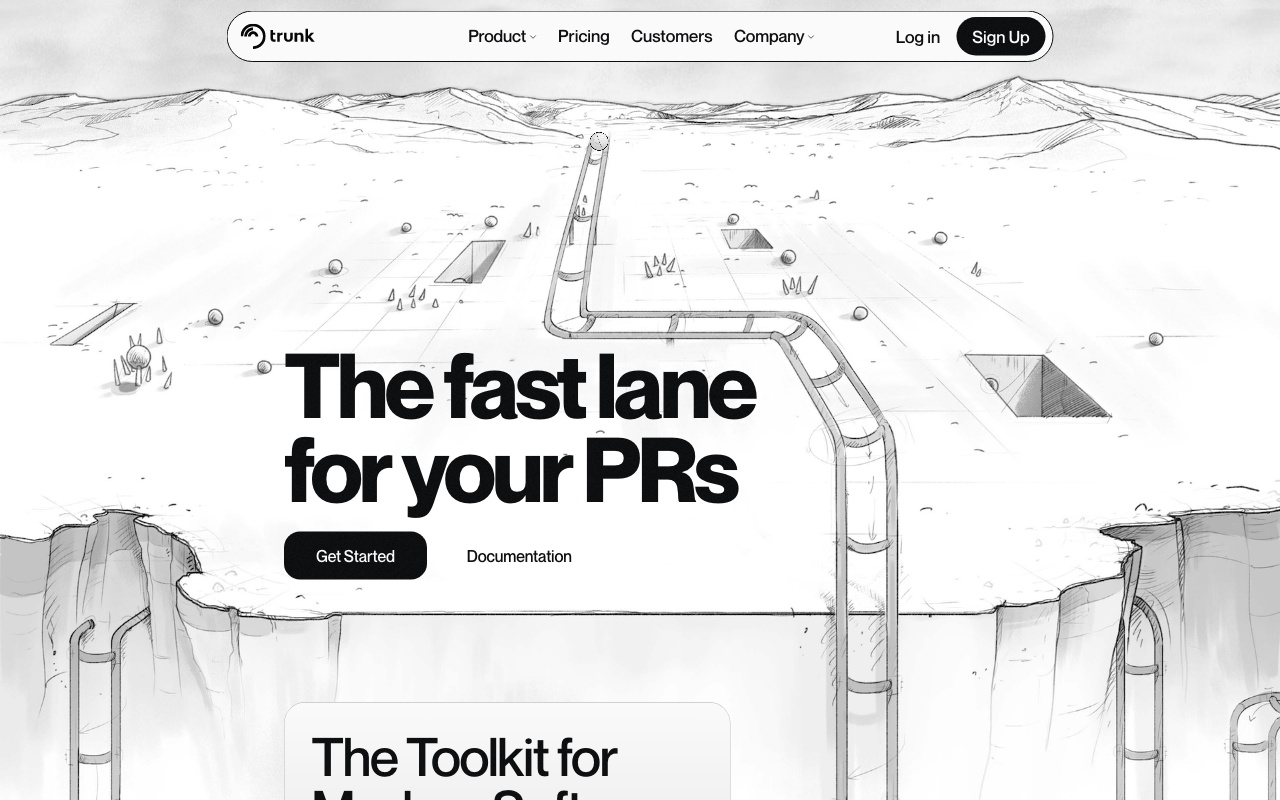 trunk
Product
Pricing
Customers
Company
Log in
Sign Up
The fast lane
for your PRs
Get Started
Documentation
The Toolkit for